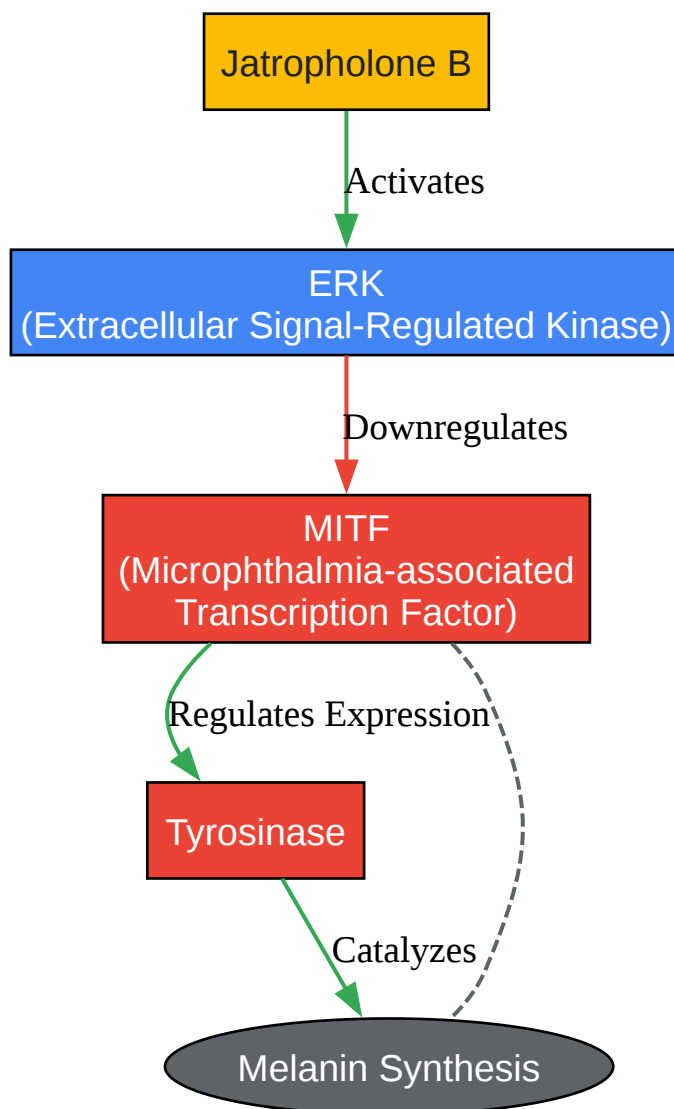 Jatropholone B
Activates
ERK
(Extracellular Signal-Regulated Kinase)
Downregulates
MITF
(Microphthalmia-associated
Transcription Factor)
Regulates Expression
Tyrosinase
Catalyzes
Melanin Synthesis